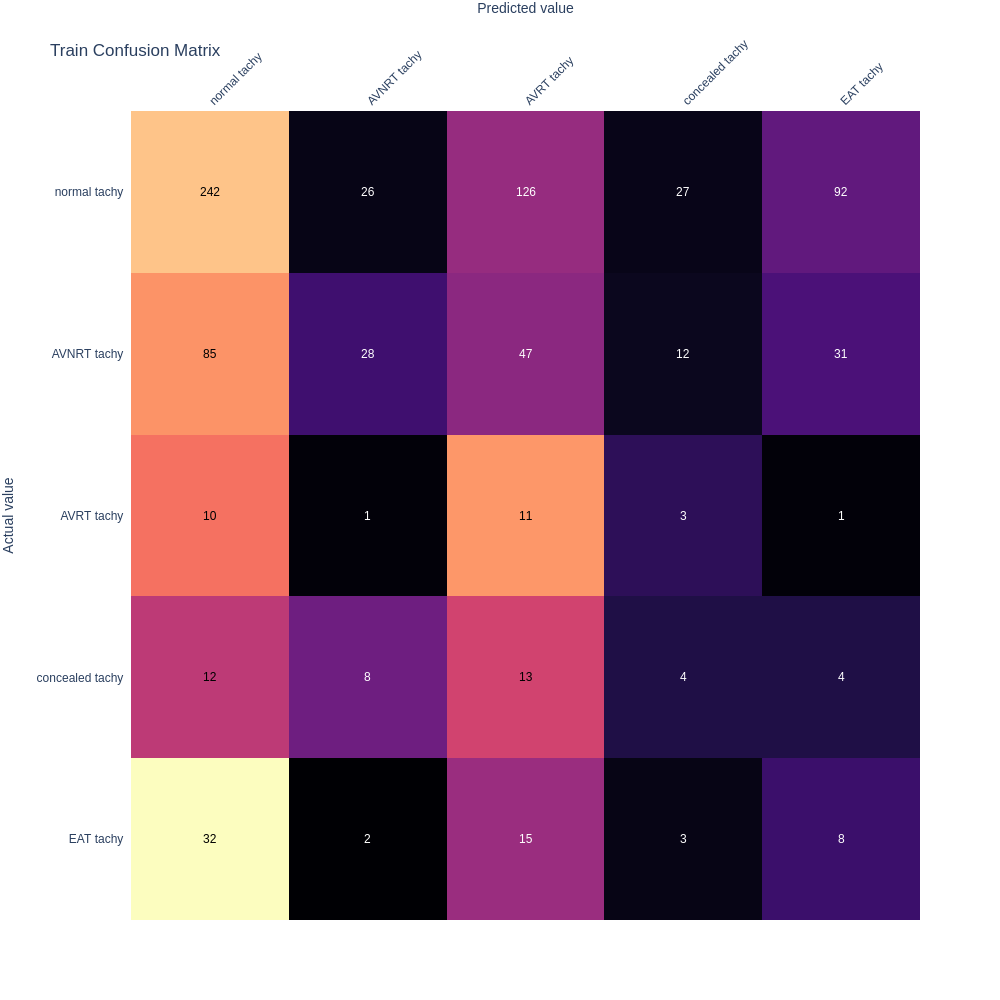 Predicted value
Train Confusion Matrix
normal tachy
AVNRT tachy
AVRT tachy
concealed tachy
EAT tachy
normal tachy 242 26 126 27 92
AVNRT tachy 85 28 47 12 31
AVRT tachy 10 1 11 3 1
concealed tachy 12 8 13 4 4
EAT tachy 32 2 15 3 8
Actual value